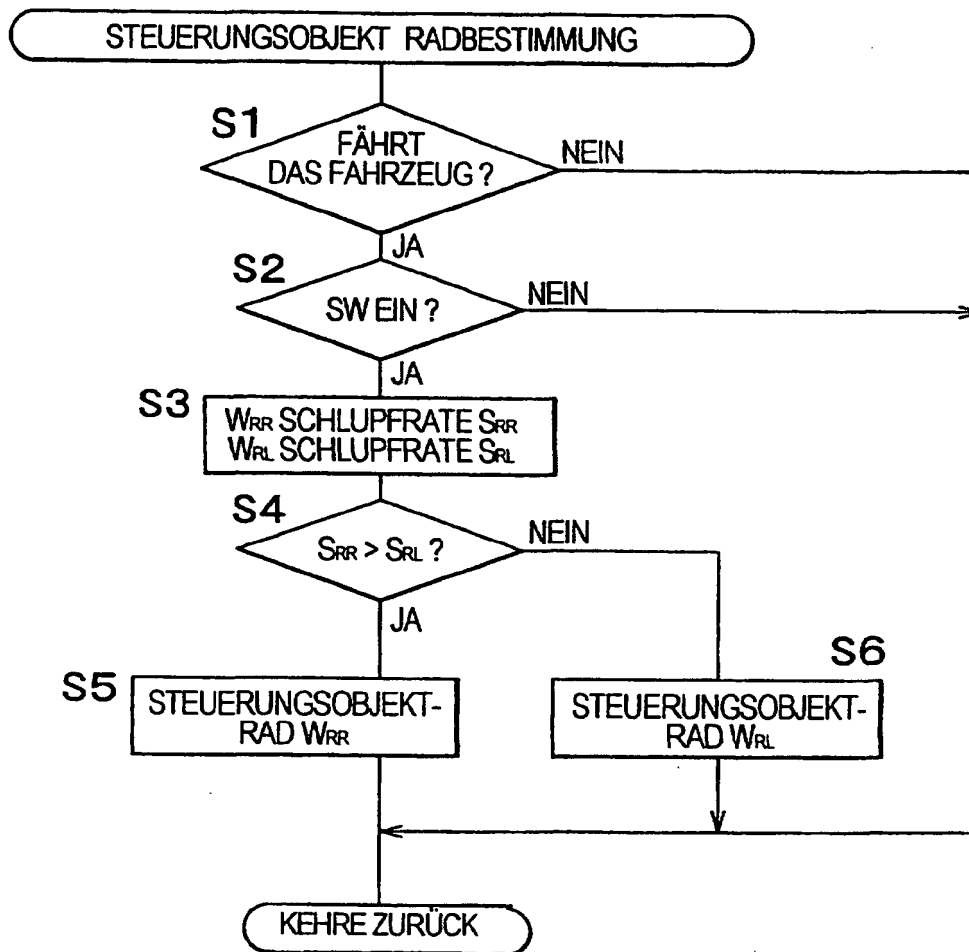 STEUERUNGSOBJEKT RADBESTIMMUNG
S1
FÄHRT
DAS FAHRZEUG ?
NEIN
JA
S2
SW EIN ?
NEIN
JA
S3
WRR SCHLUPFRATE SRR
WRL SCHLUPFRATE SRL
S4
SRR > SRL ?
NEIN
JA
S5
STEUERUNGSOBJEKT-
RAD WRR
S6
STEUERUNGSOBJEKT-
RAD WRL
KEHRE ZURÜCK